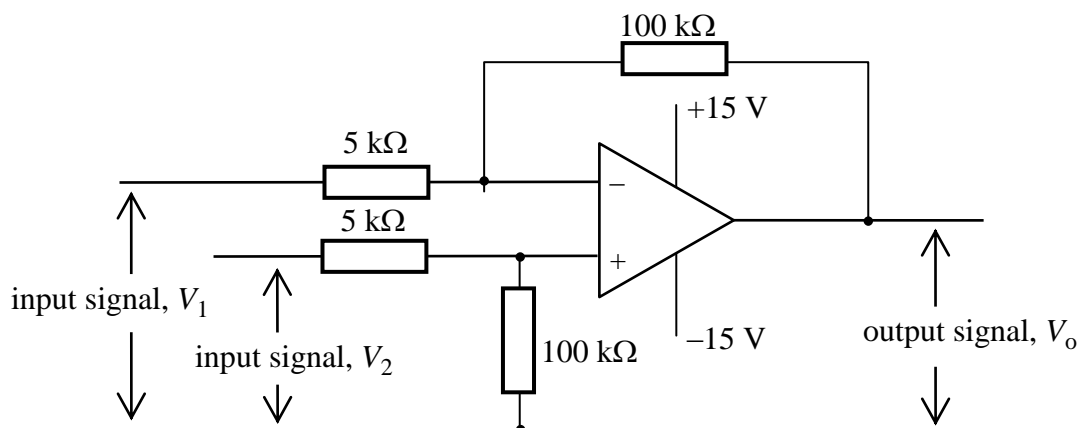 100 kΩ
+15 V
5 kΩ
−
5 kΩ
+
input signal, V1
−15 V
output signal, Vo
input signal, V2
100 kΩ